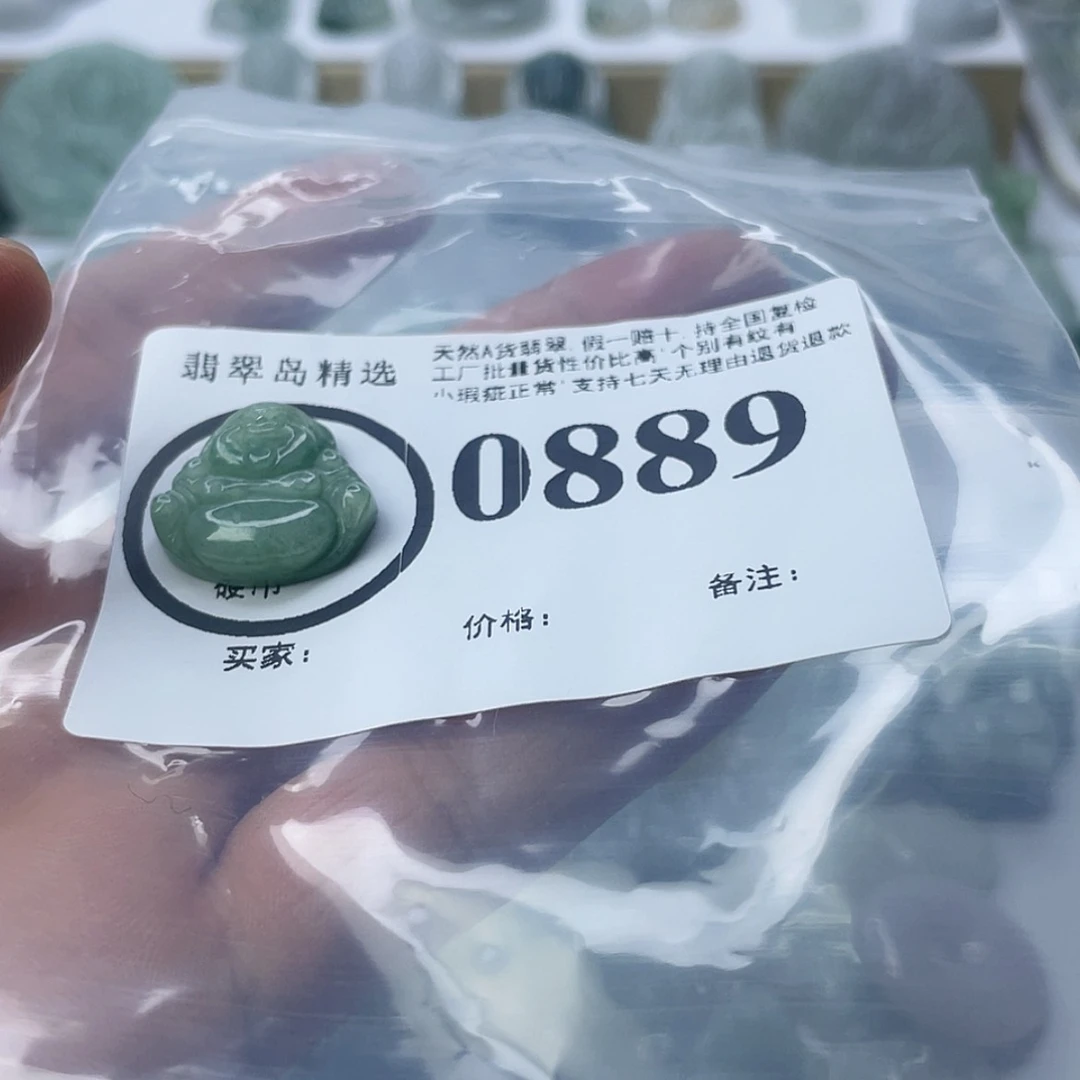 翡翠岛精选
天然A货翡翠，假一赔十，持全国复检
工厂批量货性价比高，个别有纹有
小瑕疵正常，支持七天无理由退货退款
0889
硬币
价格：
备注：
买家：